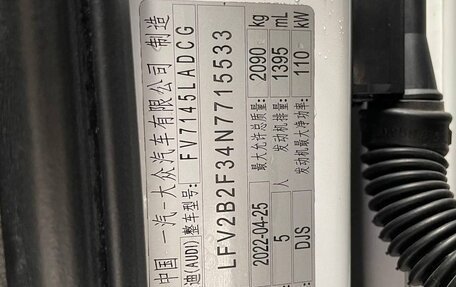 中国 一汽-大众汽车有限公司 制造
迪(AUDI) 整车型号: FV7145LADCG
LFV2B2F34N7715533
2022-04-25 最大允许总质量: 2090 kg
5 人 发动机排量: 1395 mL
DJS 发动机最大净功率: 110 kW